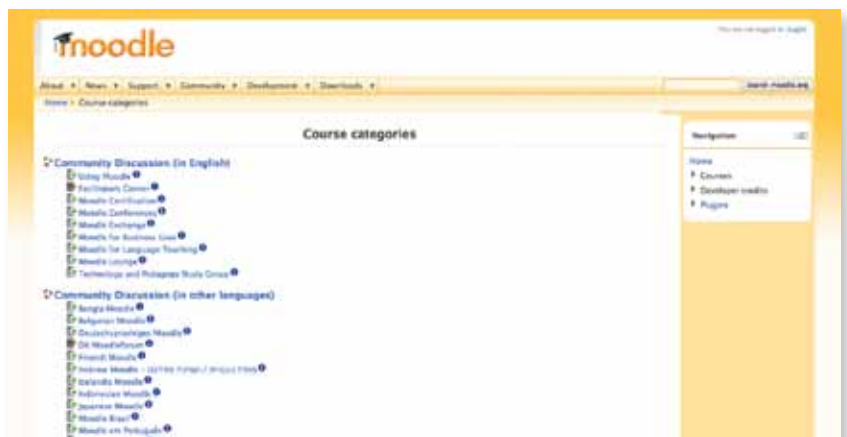 moodle
You are not logged in. (Login)
About News Support Community Development Downloads
Search moodle.org
Home Course categories
Course categories
Navigation
Home
Courses
Developer credits
Plugins
Community Discussion (in English)
Using Moodle
Facilitators Corner
Moodle Certification
Moodle Conferences
Moodle Exchange
Moodle for Business Uses
Moodle for Language Teaching
Moodle Lounge
Technology and Pedagogy Study Group
Community Discussion (in other languages)
Bangla Moodle
Bulgarian Moodle
Deutschsprachiges Moodle
DK Moodleforum
Finnish Moodle
Hebrew Moodle -
Icelandic Moodle
Indonesian Moodle
Japanese Moodle
Moodle Brasil
Moodle em Português